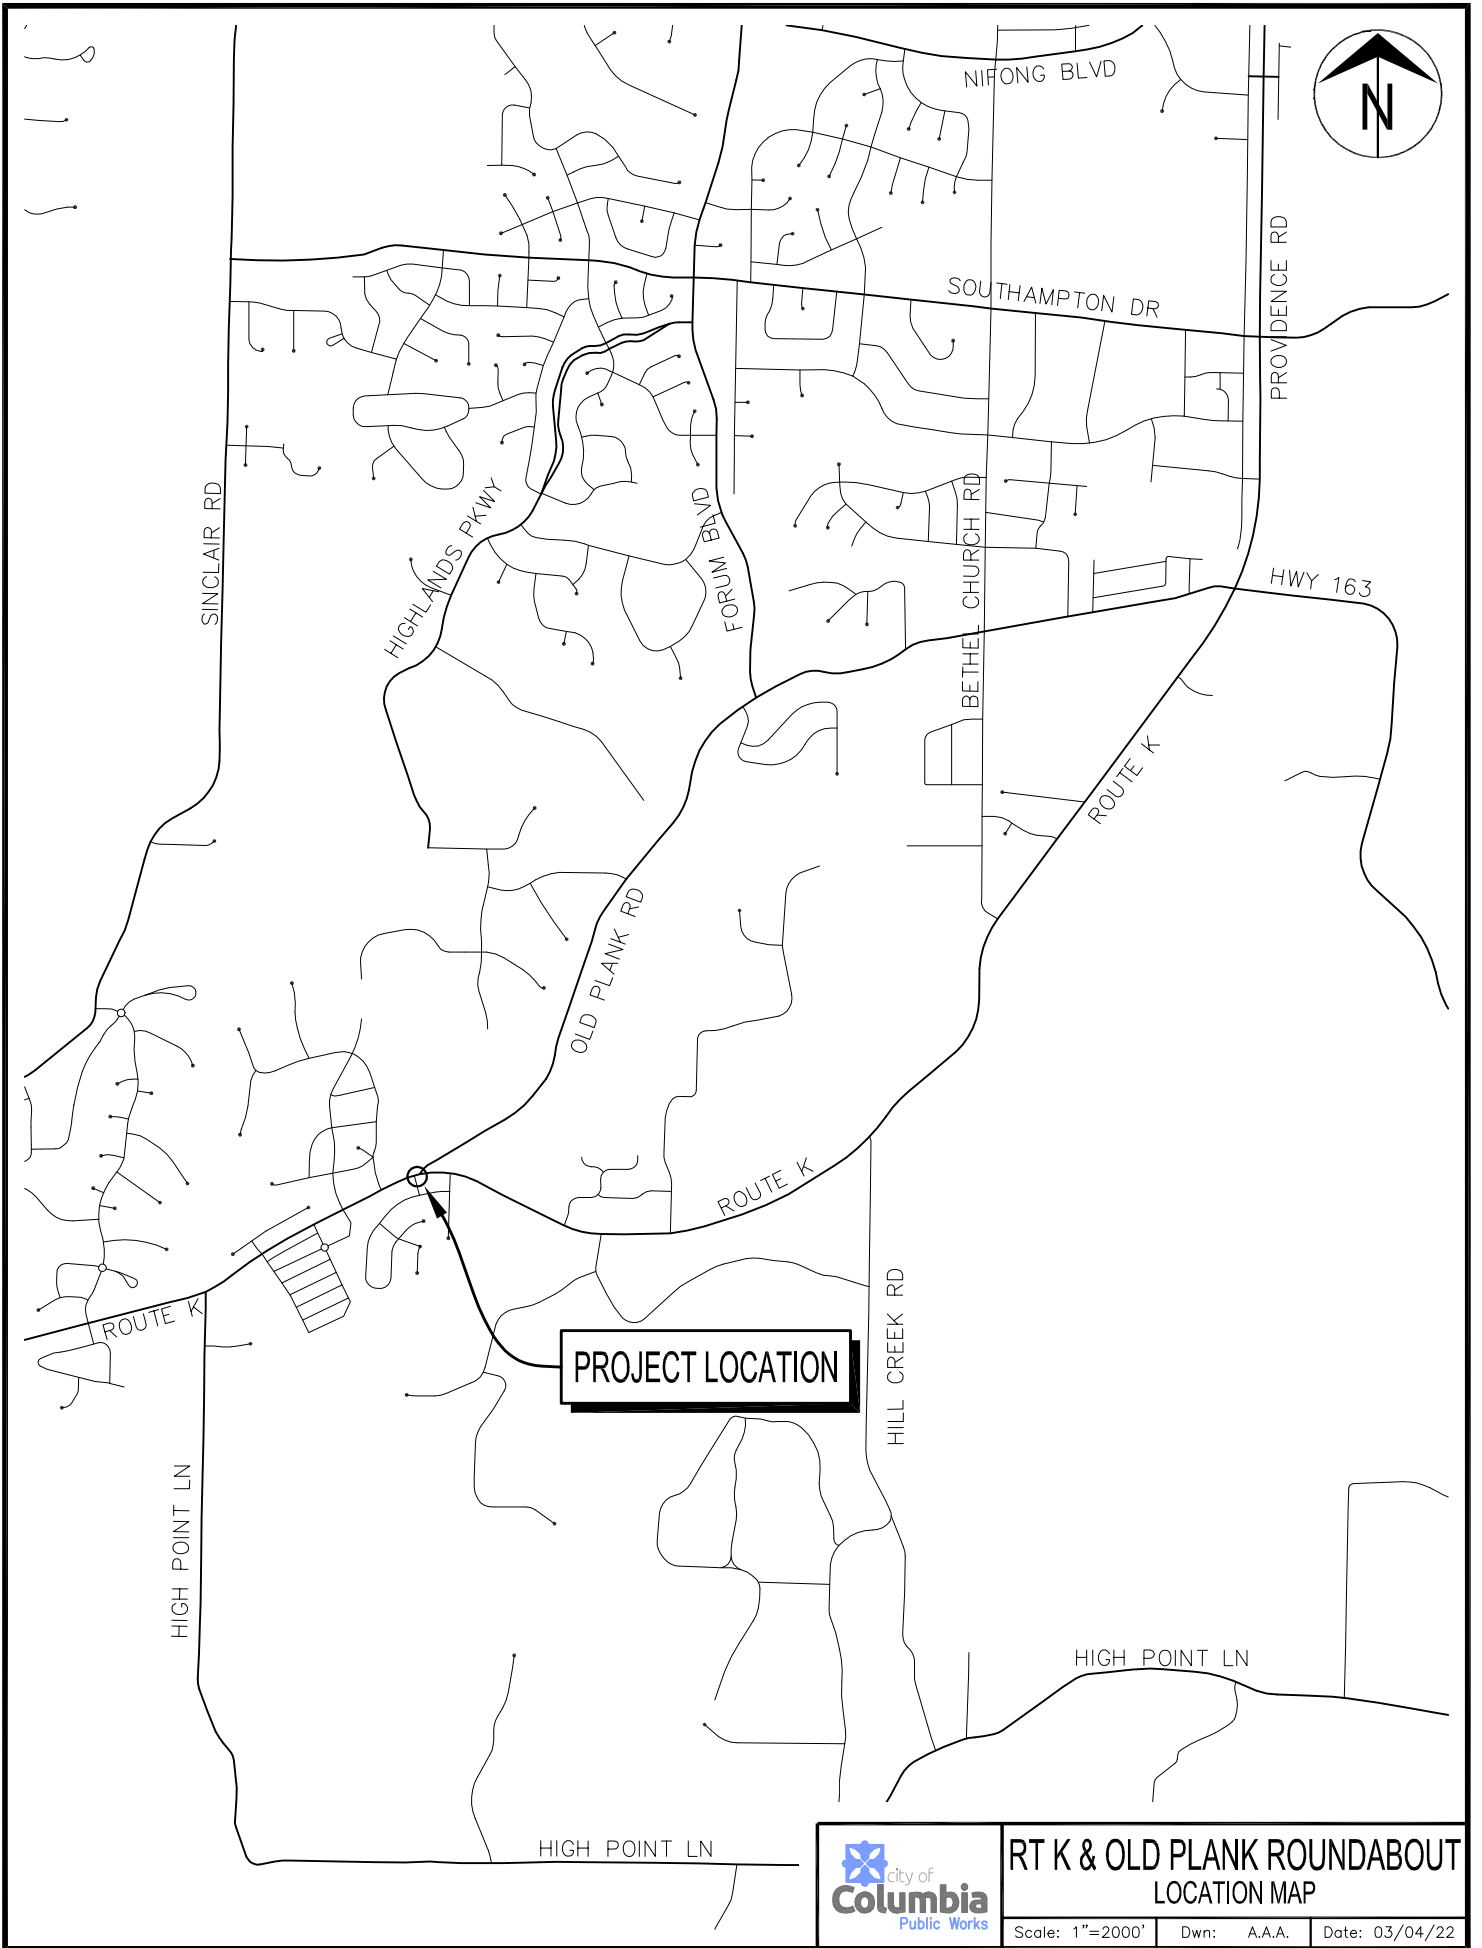 NIFONG BLVD
N
PROVIDENCE RD
SOUTHAMPTON DR
SINCLAIR RD
HIGHLANDS PKWY
FORUM BLVD
BETHEL CHURCH RD
HWY 163
ROUTE K
OLD PLANK RD
ROUTE K
ROUTE K
HILL CREEK RD
PROJECT LOCATION
HIGH POINT LN
HIGH POINT LN
HIGH POINT LN
city of
Columbia
Public Works
RT K & OLD PLANK ROUNDABOUT
LOCATION MAP
Scale: 1"=2000' Dwn: A.A.A. Date: 03/04/22